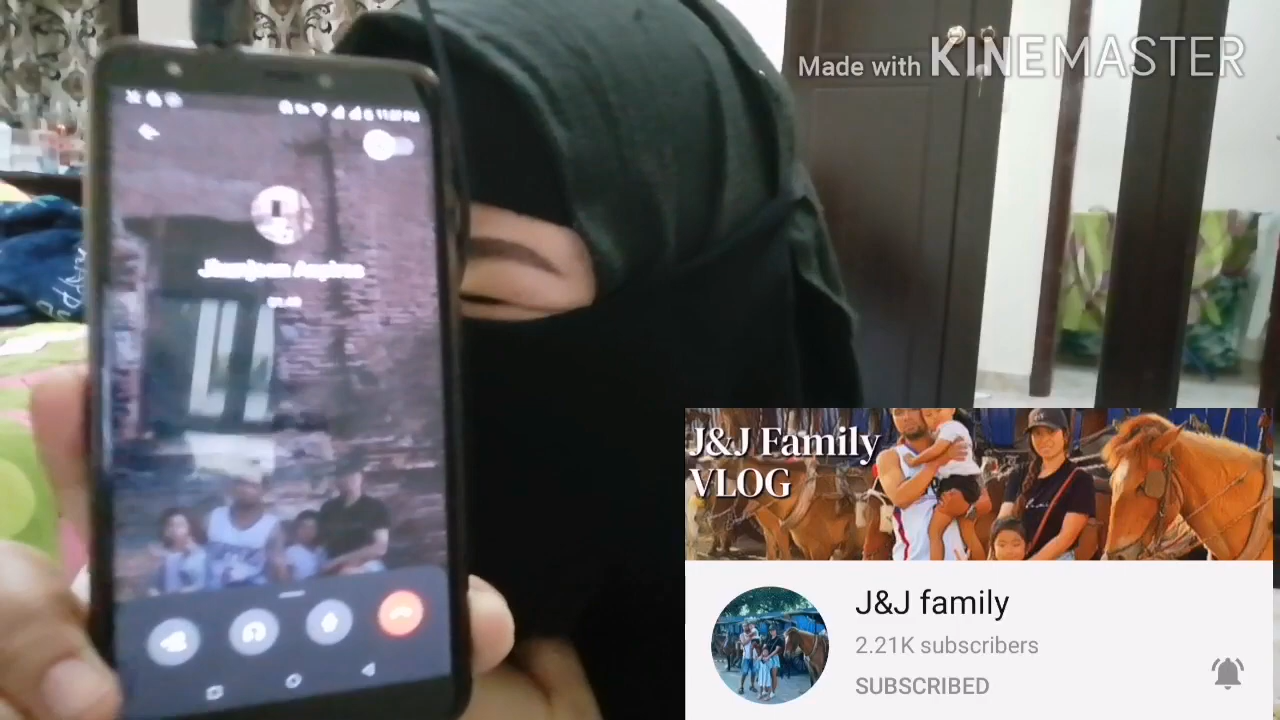 Made with KINEMASTER
J&J Family
VLOG
J&J family
2.21K subscribers
SUBSCRIBED